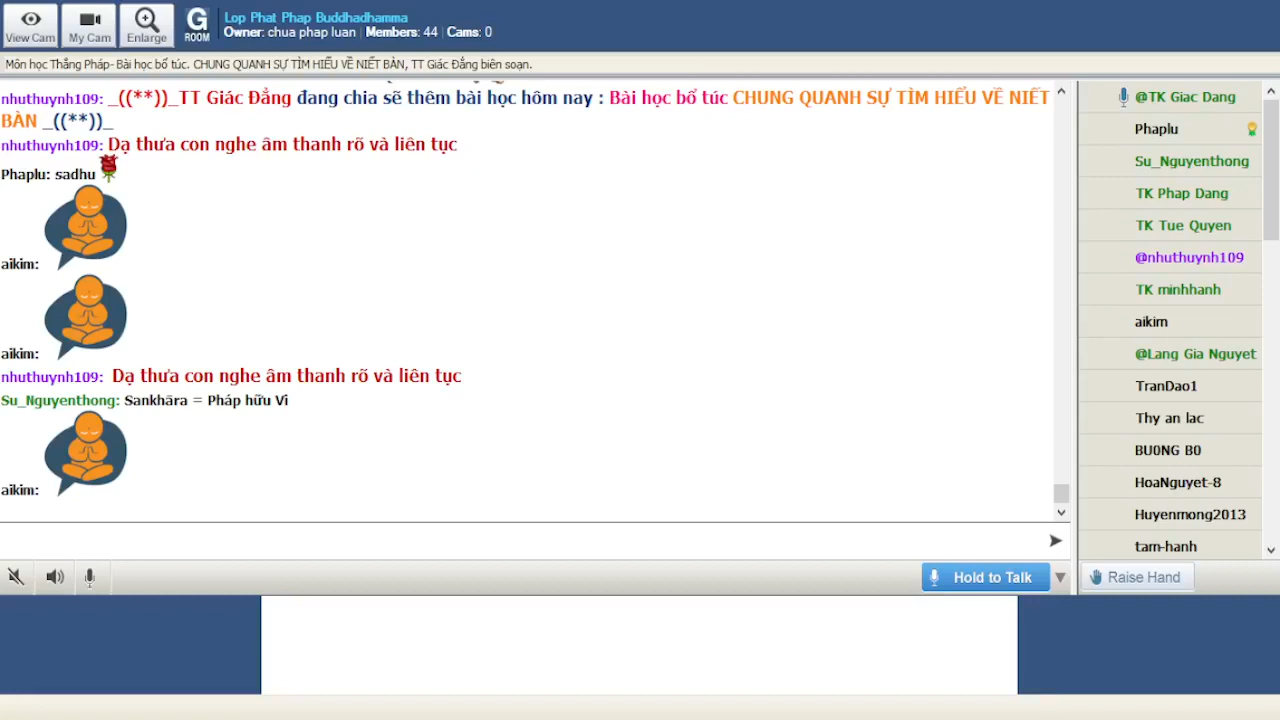 View Cam
My Cam
Enlarge
G
ROOM
Lop Phat Phap Buddhadhamma
Owner: chua phap luan | Members: 44 | Cams: 0
Môn học Thắng Pháp- Bài học bổ túc. CHUNG QUANH SỰ TÌM HIỂU VỀ NIẾT BÀN, TT Giác Đẳng biên soạn.
nhuthuynh109: _((**))_TT Giác Đẳng đang chia sẽ thêm bài học hôm nay : Bài học bổ túc CHUNG QUANH SỰ TÌM HIỂU VỀ NIẾT
BÀN _((**))_
nhuthuynh109: Dạ thưa con nghe âm thanh rõ và liên tục
Phaplu: sadhu
aikim:
aikim:
nhuthuynh109: Dạ thưa con nghe âm thanh rõ và liên tục
Su_Nguyenthong: Sankhāra = Pháp hữu Vi
aikim:
Hold to Talk
@TK Giac Dang
Phaplu
Su_Nguyenthong
TK Phap Dang
TK Tue Quyen
@nhuthuynh109
TK minhhanh
aikim
@Lang Gia Nguyet
TranDao1
Thy an lac
BU0NG B0
HoaNguyet-8
Huyenmong2013
tam-hanh
Raise Hand